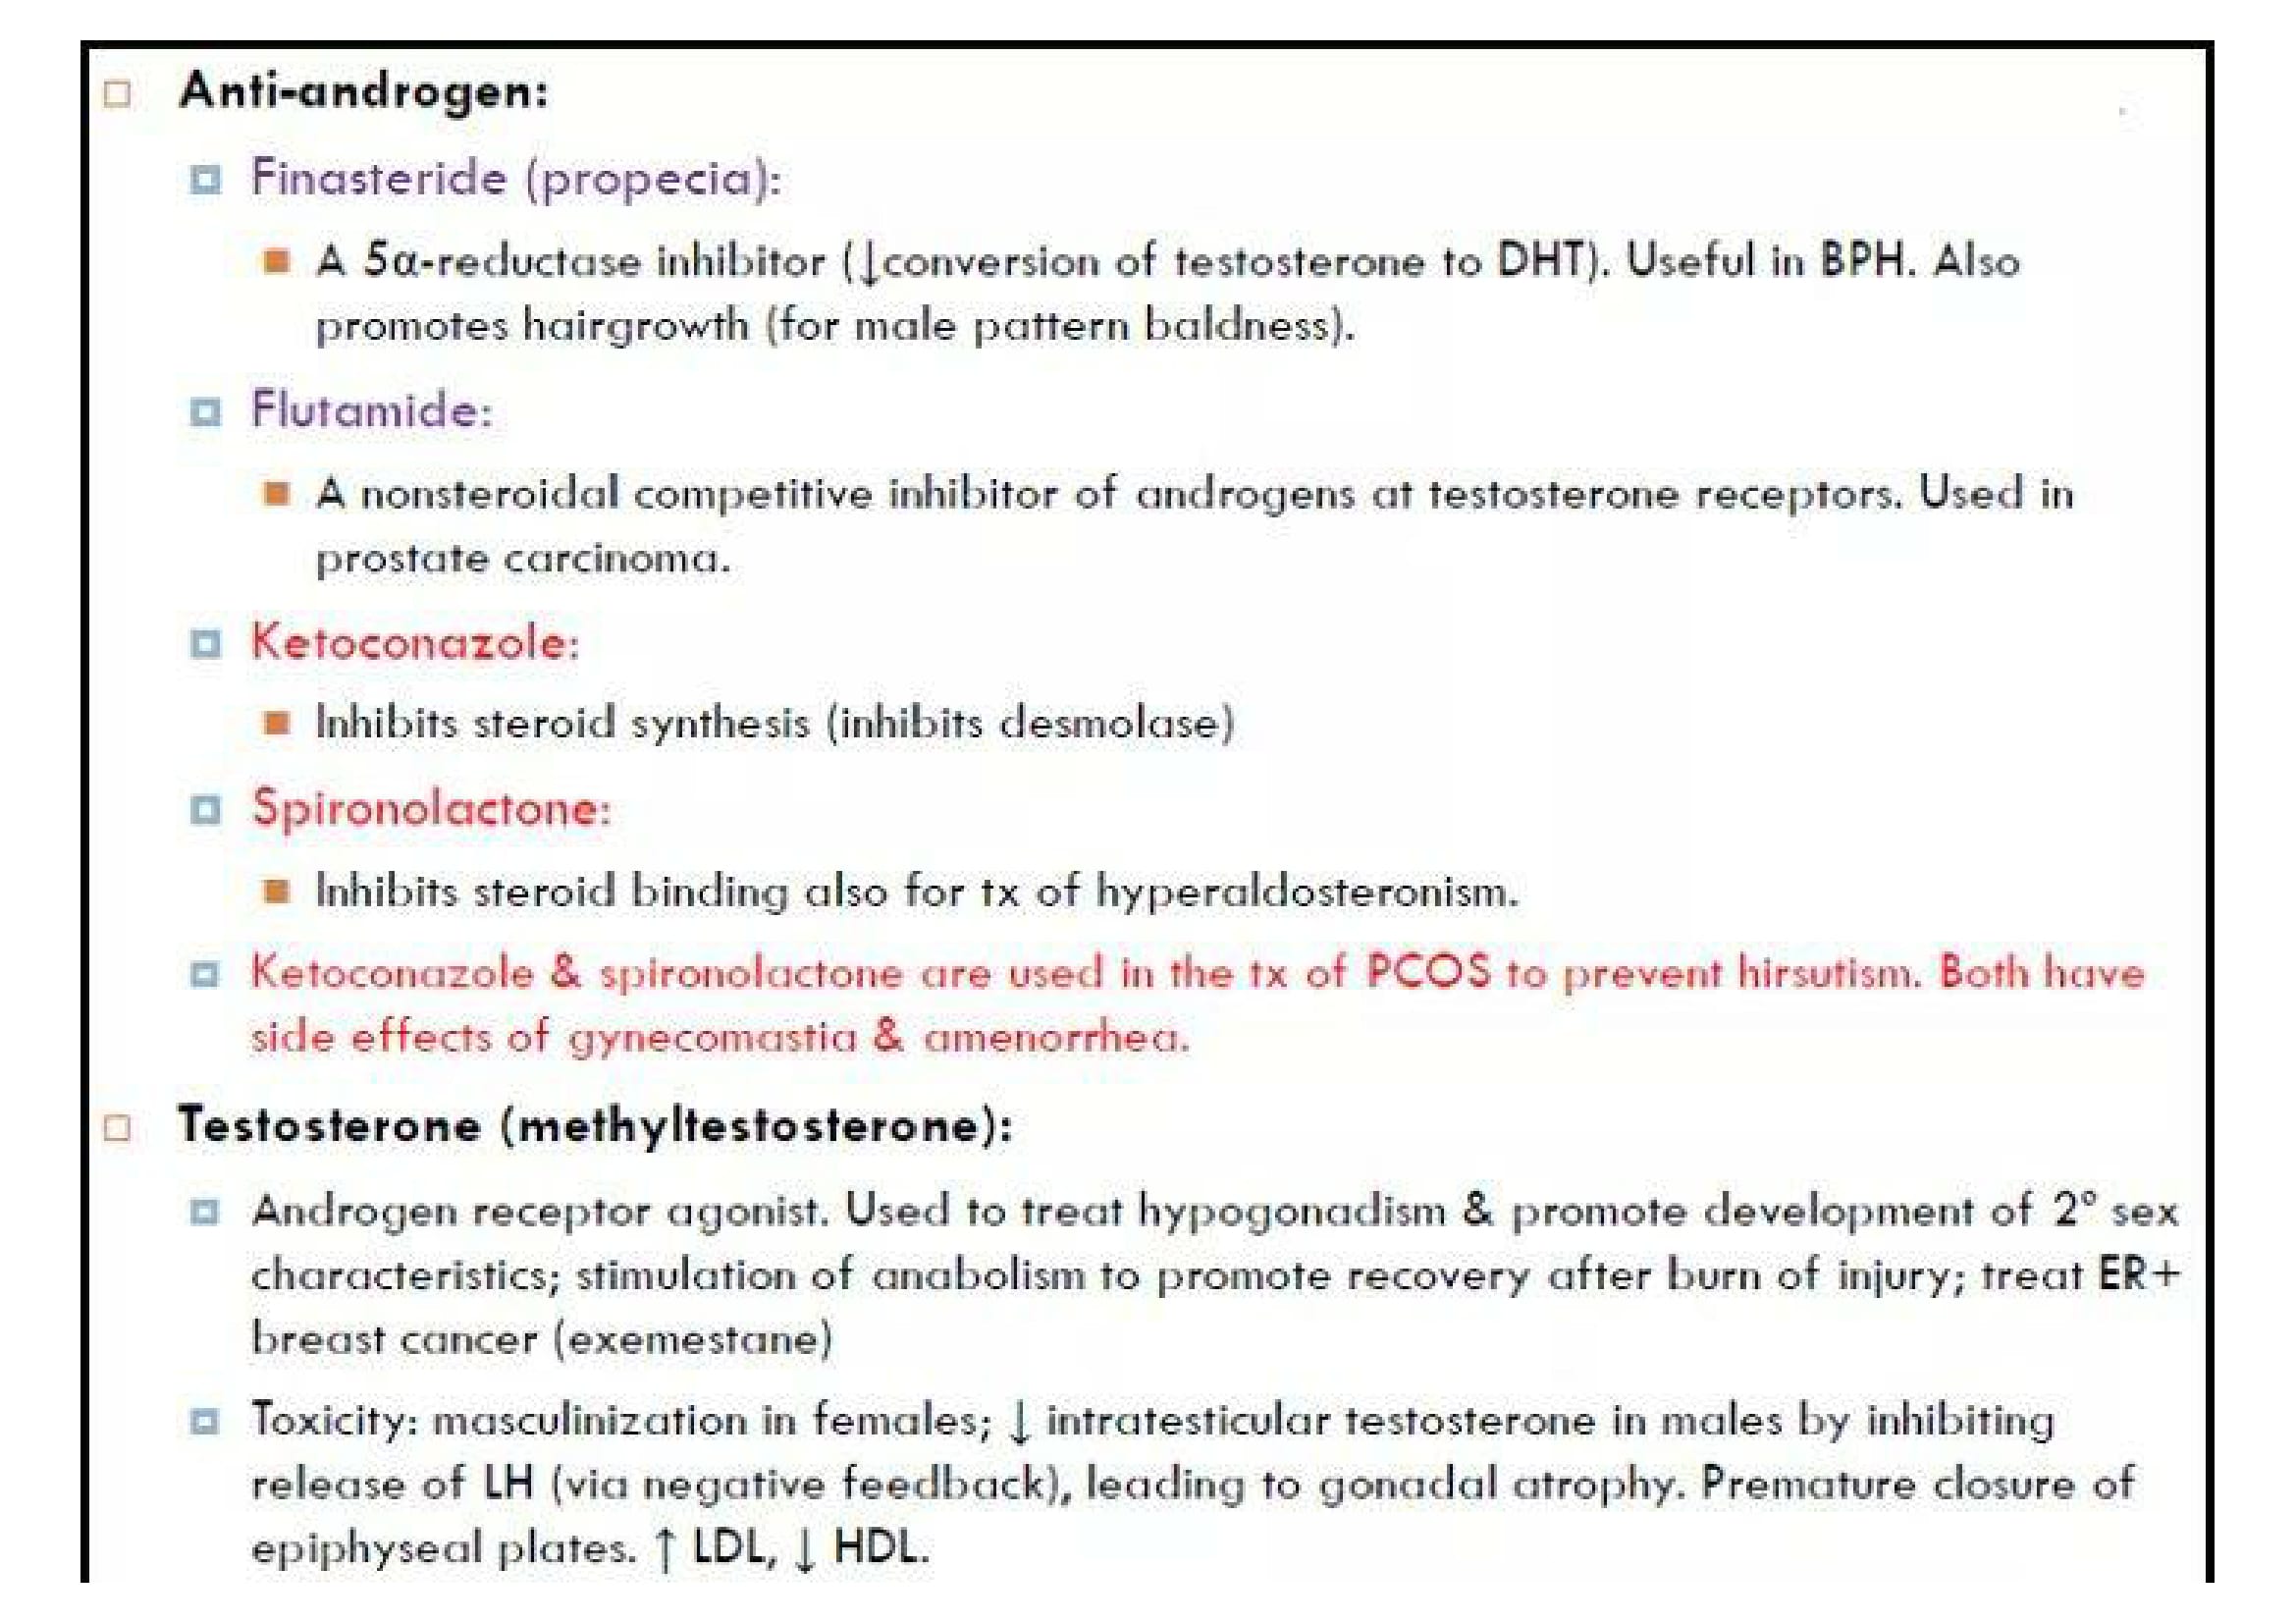 Anti-androgen:
Finasteride (propecia):
A 5α-reductase inhibitor (↓conversion of testosterone to DHT). Useful in BPH. Also
promotes hairgrowth (for male pattern baldness).
Flutamide:
A nonsteroidal competitive inhibitor of androgens at testosterone receptors. Used in
prostate carcinoma.
Ketoconazole:
Inhibits steroid synthesis (inhibits desmolase)
Spironolactone:
Inhibits steroid binding also for tx of hyperaldosteronism.
Ketoconazole & spironolactone are used in the tx of PCOS to prevent hirsutism. Both have
side effects of gynecomastia & amenorrhea.
Testosterone (methyltestosterone):
Androgen receptor agonist. Used to treat hypogonadism & promote development of 2° sex
characteristics; stimulation of anabolism to promote recovery after burn of injury; treat ER+
breast cancer (exemestane)
Toxicity: masculinization in females; ↓ intratesticular testosterone in males by inhibiting
release of LH (via negative feedback), leading to gonadal atrophy. Premature closure of
epiphyseal plates. ↑ LDL, ↓ HDL.